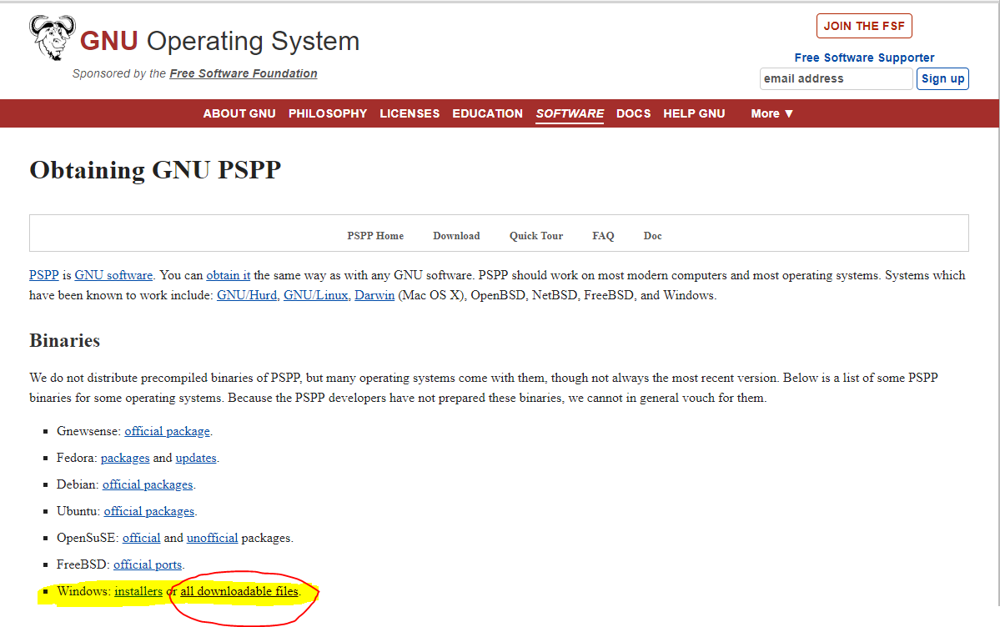 GNU Operating System
Sponsored by the Free Software Foundation
JOIN THE FSF
Free Software Supporter
email address Sign up
ABOUT GNU PHILOSOPHY LICENSES EDUCATION SOFTWARE DOCS HELP GNU More ▼
Obtaining GNU PSPP
PSPP Home Download Quick Tour FAQ Doc
PSPP is GNU software. You can obtain it the same way as with any GNU software. PSPP should work on most modern computers and most operating systems. Systems which
have been known to work include: GNU/Hurd, GNU/Linux, Darwin (Mac OS X), OpenBSD, NetBSD, FreeBSD, and Windows.
Binaries
We do not distribute precompiled binaries of PSPP, but many operating systems come with them, though not always the most recent version. Below is a list of some PSPP
binaries for some operating systems. Because the PSPP developers have not prepared these binaries, we cannot in general vouch for them.
▪ Gnewsense: official package.
▪ Fedora: packages and updates.
▪ Debian: official packages.
▪ Ubuntu: official packages.
▪ OpenSuSE: official and unofficial packages.
▪ FreeBSD: official ports.
▪ Windows: installers or all downloadable files.